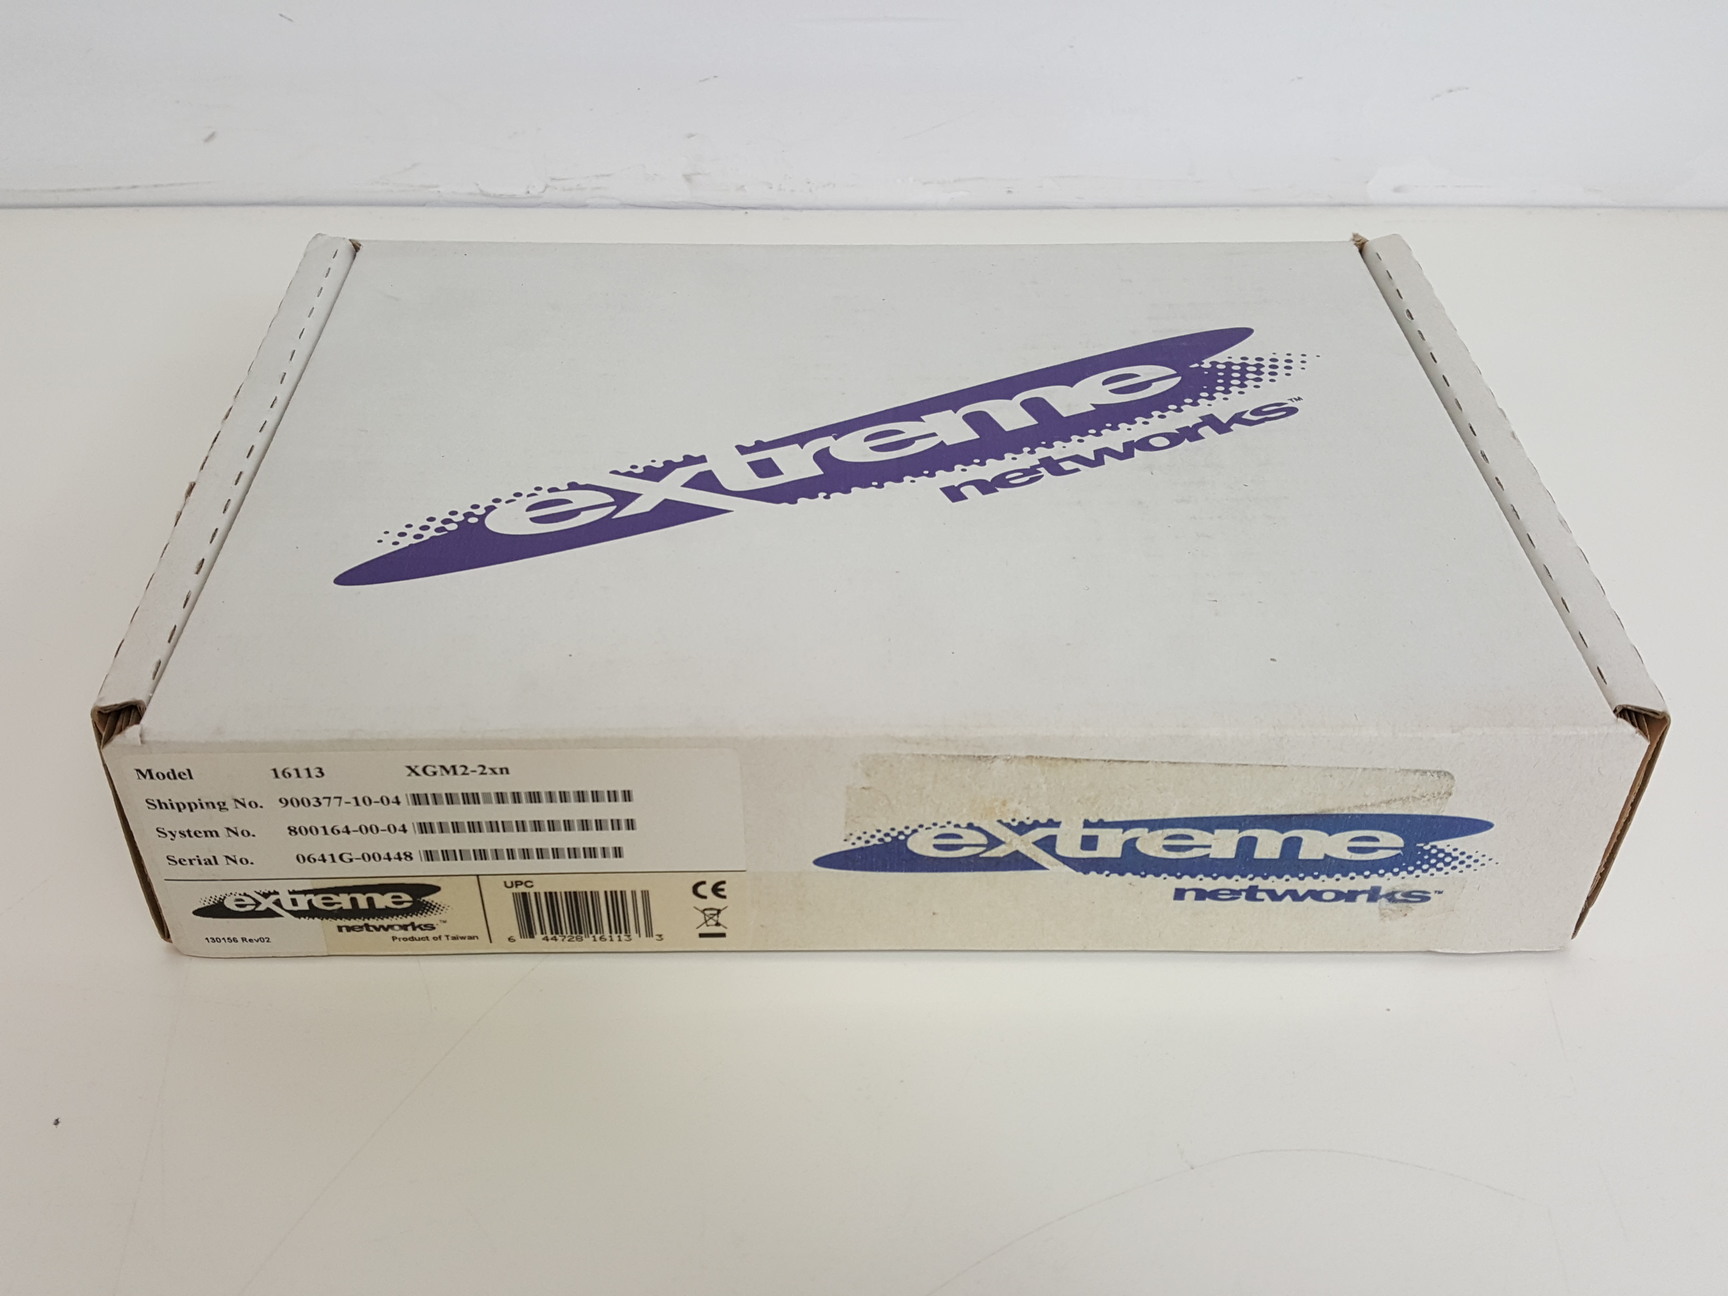 extreme
networks™
Model 16113 XGM2-2xn
Shipping No. 900377-10-04
System No. 800164-00-04
Serial No. 0641G-00448
extreme
networks™
130156 Rev02
Product of Taiwan
UPC
6 44728 16113 3
CE
extreme
networks™